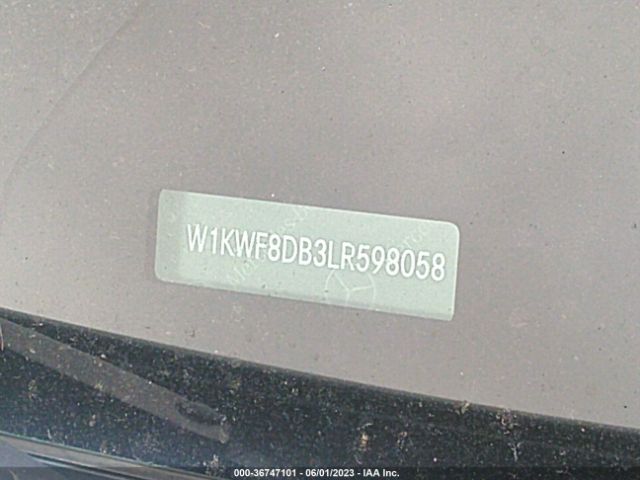 W1KWF8DB3LR598058
000-36747101 - 06/01/2023 - IAA Inc.